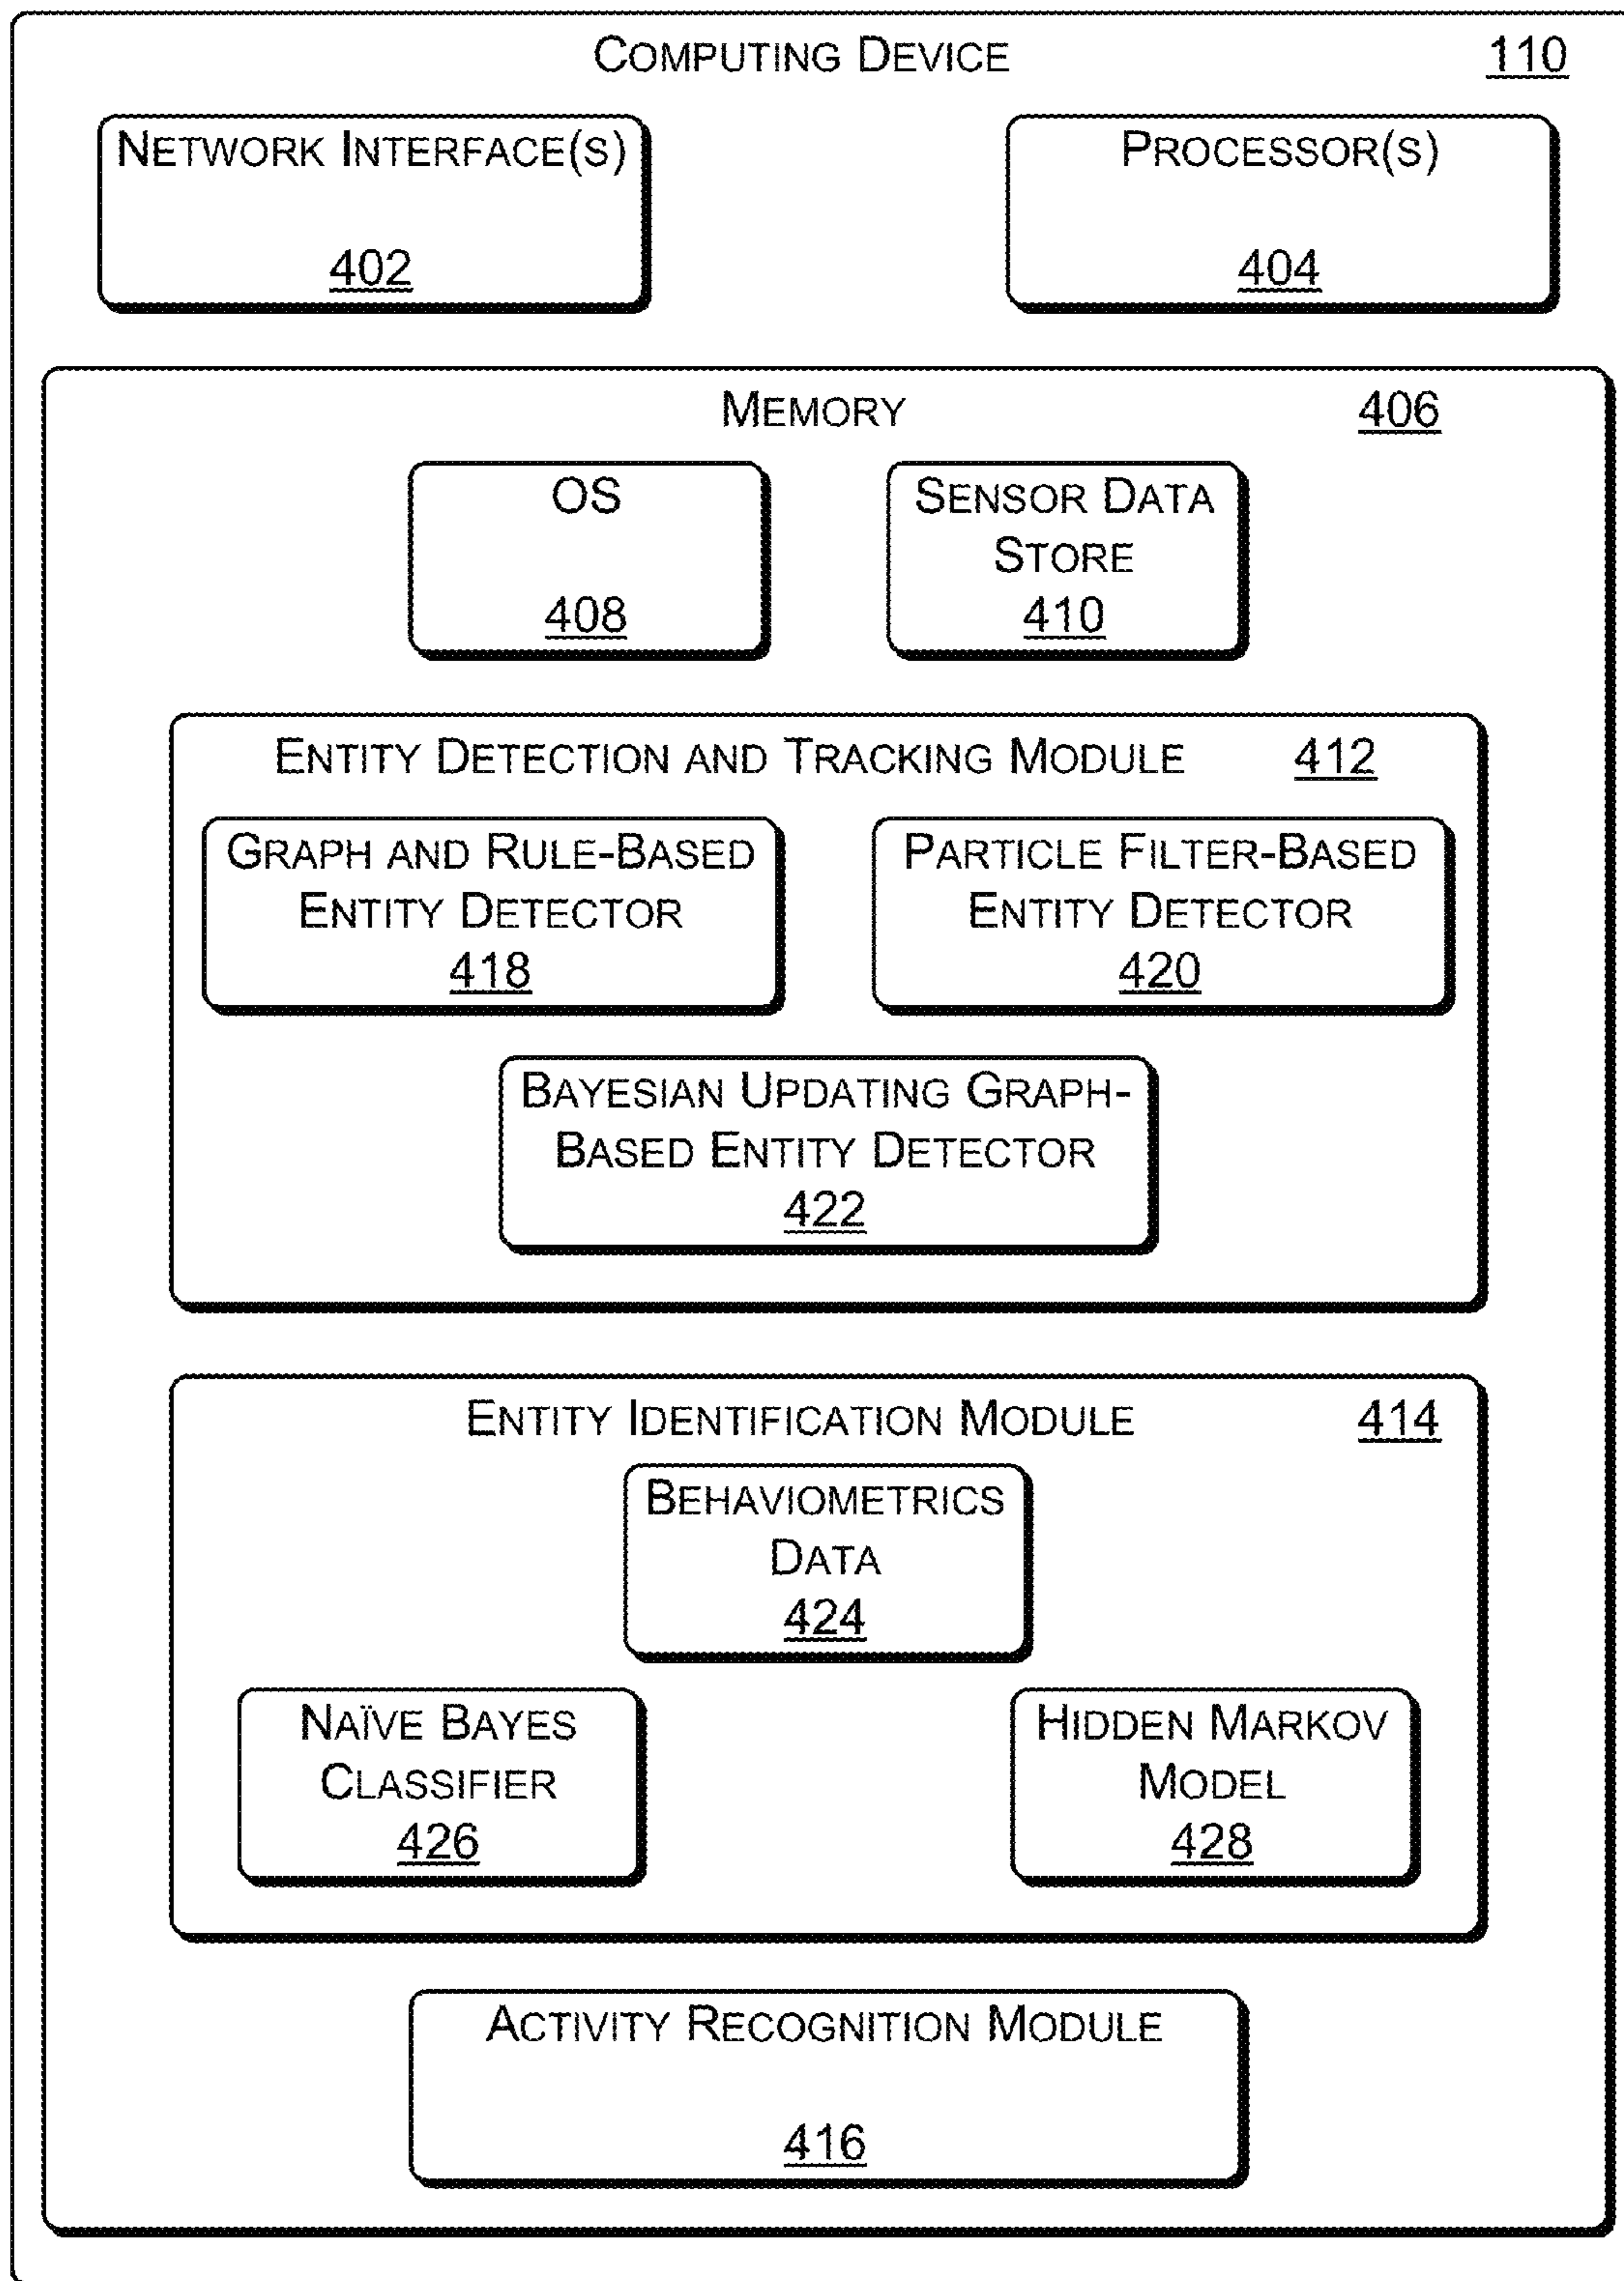 COMPUTING DEVICE 110
NETWORK INTERFACE(S)
402
PROCESSOR(S)
404
MEMORY 406
OS
408
SENSOR DATA
STORE
410
ENTITY DETECTION AND TRACKING MODULE 412
GRAPH AND RULE-BASED
ENTITY DETECTOR
418
PARTICLE FILTER-BASED
ENTITY DETECTOR
420
BAYESIAN UPDATING GRAPH-
BASED ENTITY DETECTOR
422
ENTITY IDENTIFICATION MODULE 414
BEHAVIOMETRICS
DATA
424
NAÏVE BAYES
CLASSIFIER
426
HIDDEN MARKOV
MODEL
428
ACTIVITY RECOGNITION MODULE
416